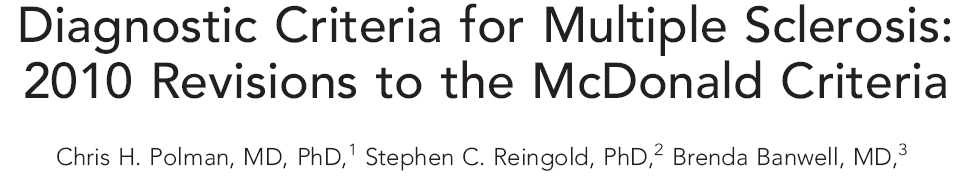 Diagnostic Criteria for Multiple Sclerosis:
2010 Revisions to the McDonald Criteria
Chris H. Polman, MD, PhD,¹ Stephen C. Reingold, PhD,² Brenda Banwell, MD,³